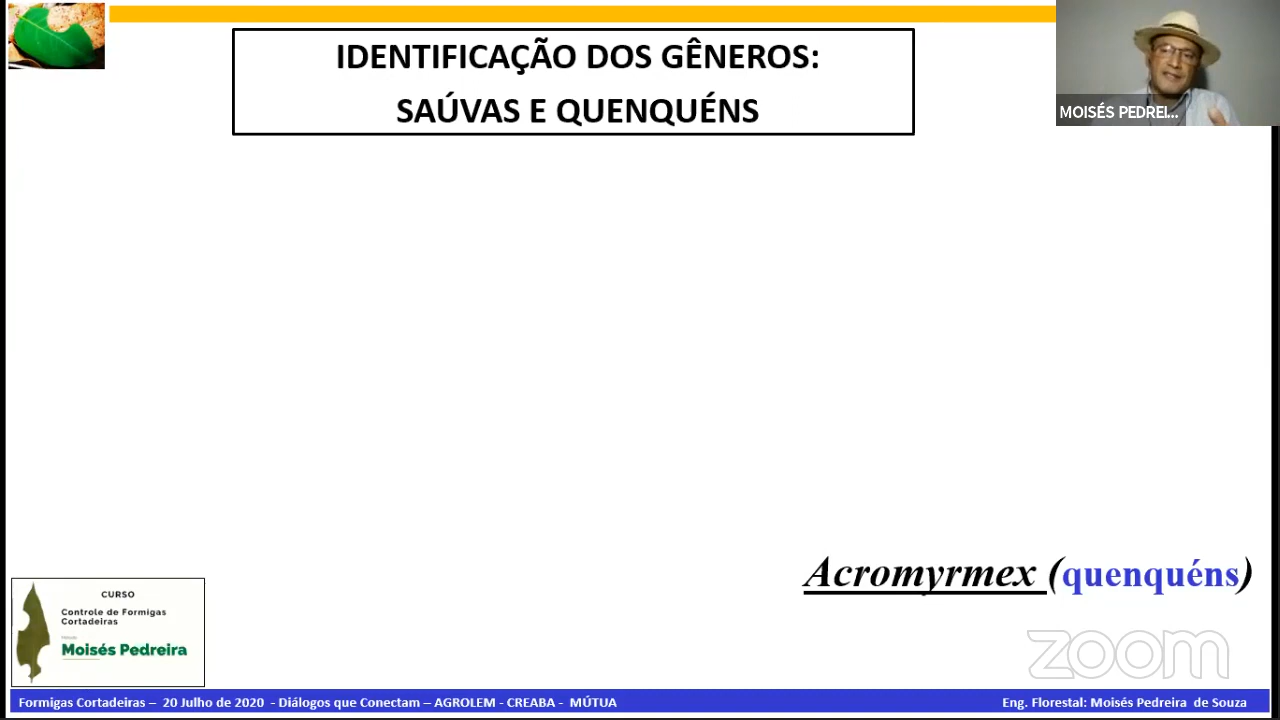 IDENTIFICAÇÃO DOS GÊNEROS:
SAÚVAS E QUENQUÉNS
MOISÉS PEDREI...
Acromyrmex (quenquéns)
CURSO
Controle de Formigas
Cortadeiras
Moisés Pedreira
zoom
Formigas Cortadeiras – 20 Julho de 2020 - Diálogos que Conectam – AGROLEM - CREABA - MÚTUA
Eng. Florestal: Moisés Pedreira de Souza